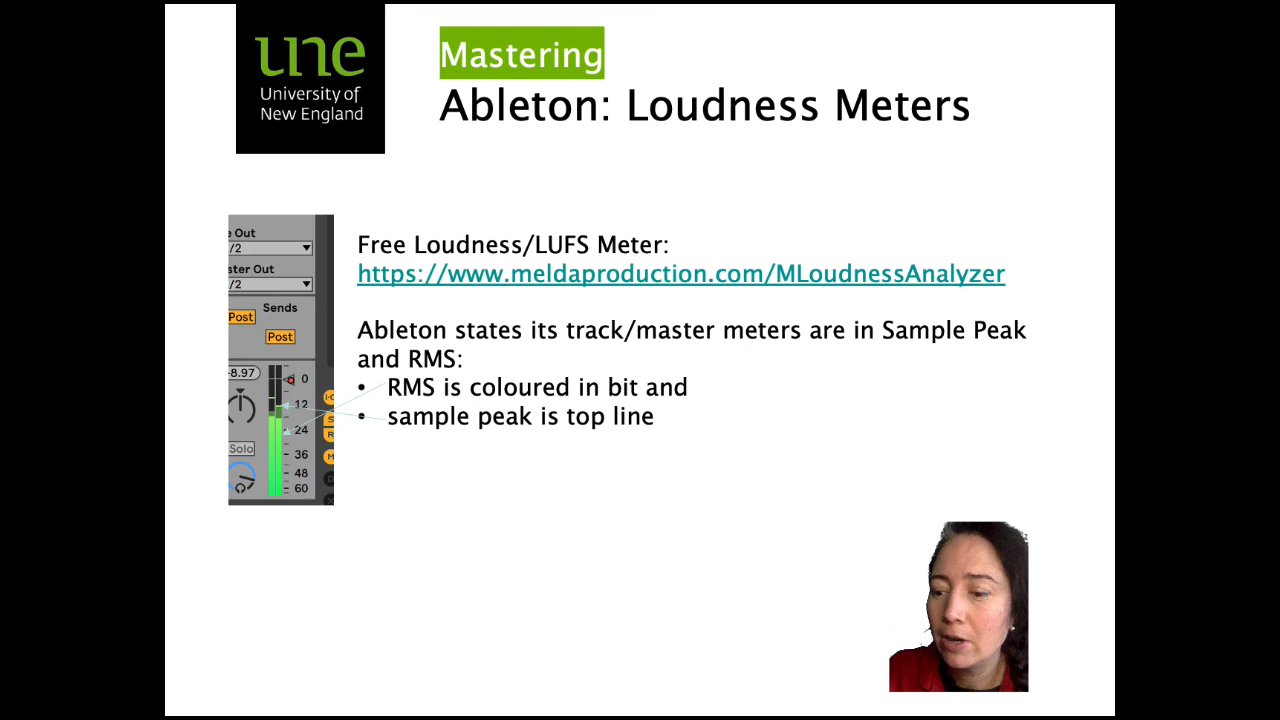 une
University of
New England
Mastering
Ableton: Loudness Meters
Free Loudness/LUFS Meter:
https://www.meldaproduction.com/MLoudnessAnalyzer
Ableton states its track/master meters are in Sample Peak
and RMS:
• RMS is coloured in bit and
• sample peak is top line
e Out
/2
ster Out
/2
Sends
Post
Post
-8.97
0
12
24
Solo
36
48
60